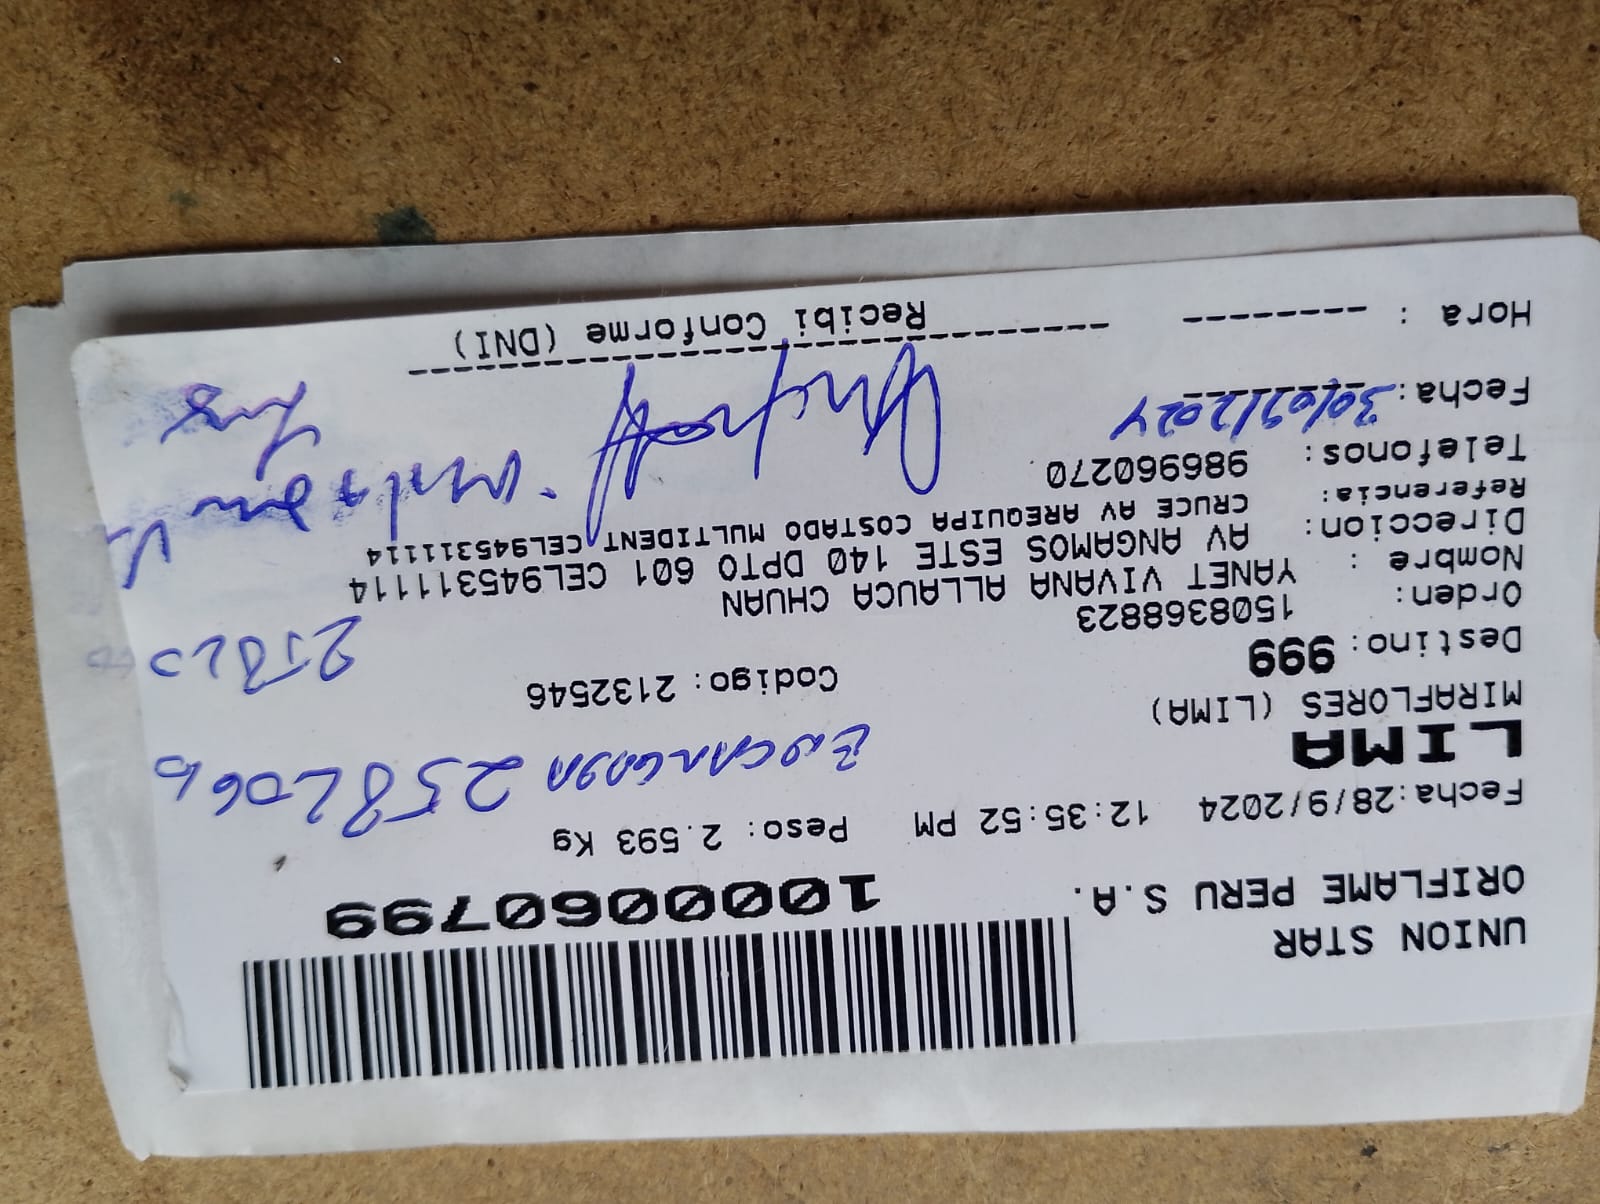 UNION STAR
ORIFLAME PERU S.A.
1000060799
Fecha:28/9/2024 12:35:52 PM Peso: 2.593 Kg
LIMA
MIRAFLORES (LIMA)
Destino: 999 Codigo: 2132546
Orden: 1508368823
Nombre : YANET VIVANA ALLAUCA CHUAN
Direccion: AV ANGAMOS ESTE 140 DPTO 601 CEL945311114
Referencia: CRUCE AV AREQUIPA COSTADO MULTIDENT CEL945311114
Telefonos: 986960270
Fecha: 30/09/2024
Hora :
Recibi Conforme (DNI)